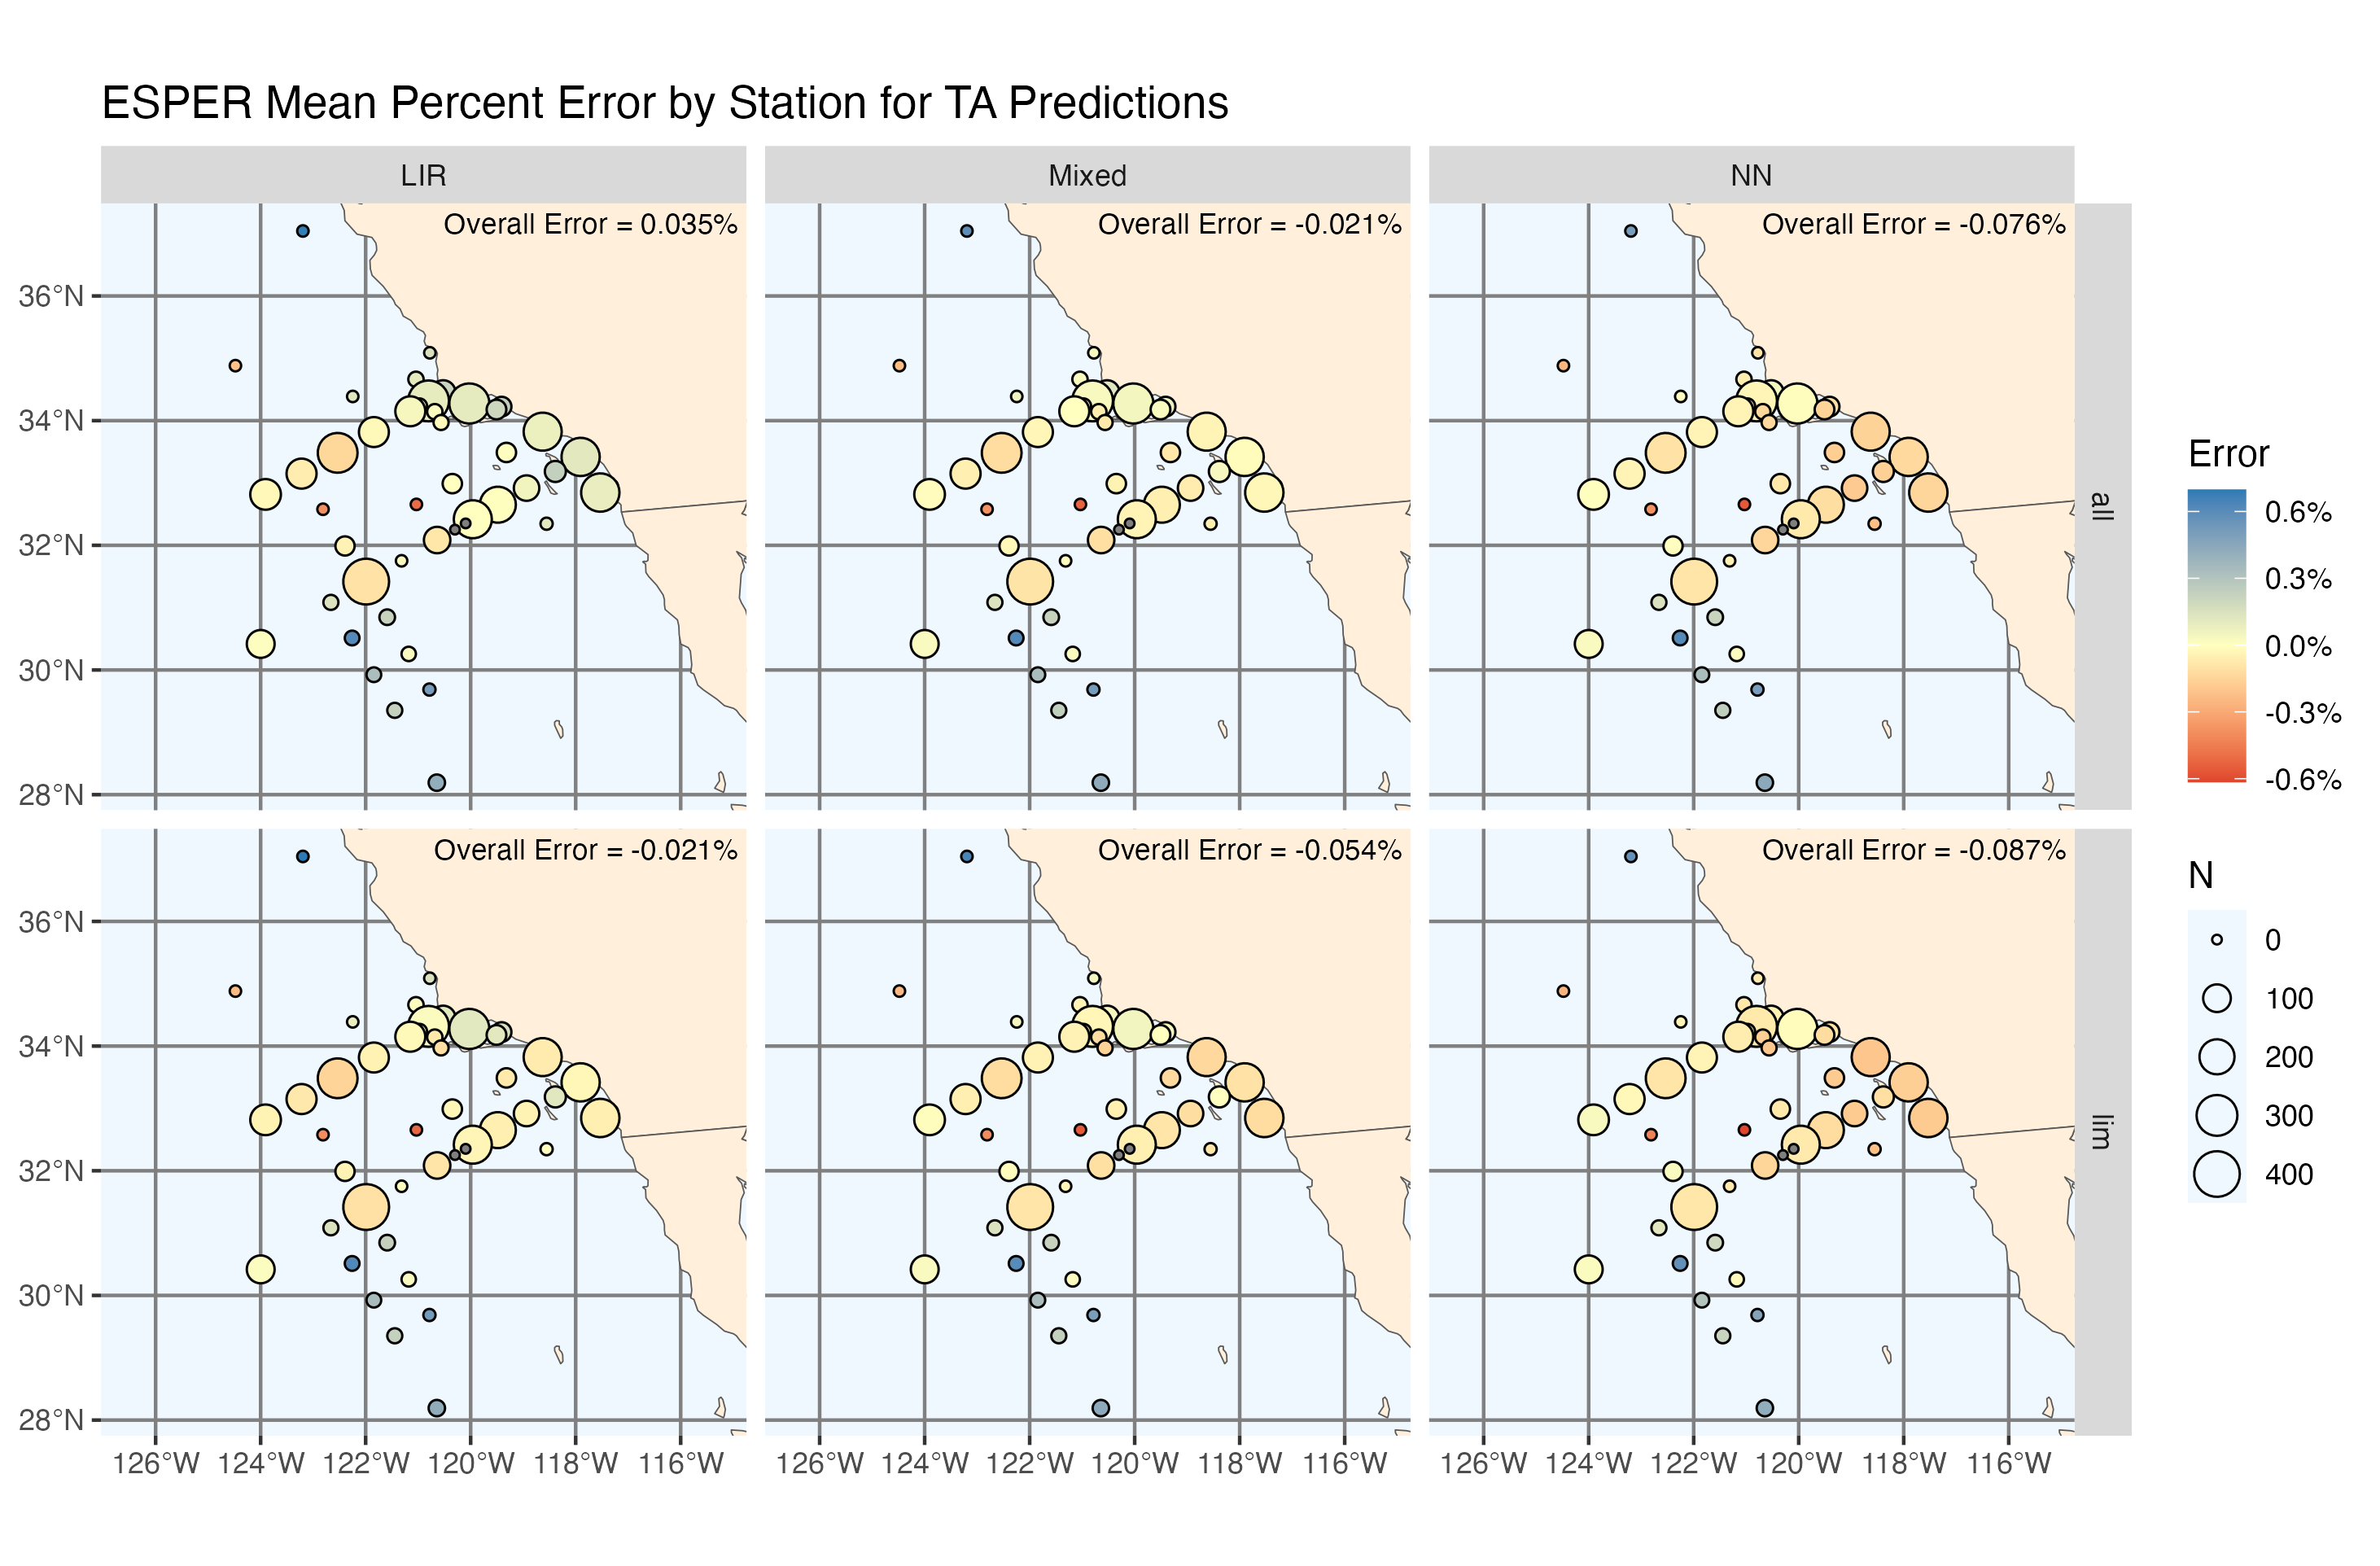 ESPER Mean Percent Error by Station for TA Predictions
LIR
Mixed
NN
Overall Error = 0.035%
Overall Error = -0.021%
Overall Error = -0.076%
36°N
34°N
32°N
30°N
28°N
all
Overall Error = -0.021%
Overall Error = -0.054%
Overall Error = -0.087%
36°N
34°N
32°N
30°N
28°N
lim
126°W 124°W 122°W 120°W 118°W 116°W
126°W 124°W 122°W 120°W 118°W 116°W
126°W 124°W 122°W 120°W 118°W 116°W
Error
0.6%
0.3%
0.0%
-0.3%
-0.6%
N
0
100
200
300
400